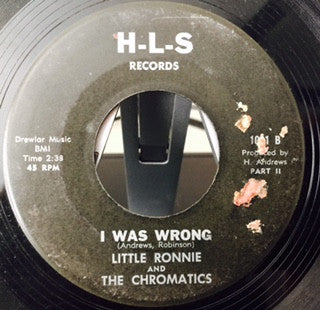 H-L-S
RECORDS
Drewlar Music
BMI
Time 2:38
45 RPM
B
Produced by
H. Andrews
PART II
I WAS WRONG
(Andrews, Robinson)
LITTLE RONNIE
AND
THE CHROMATICS